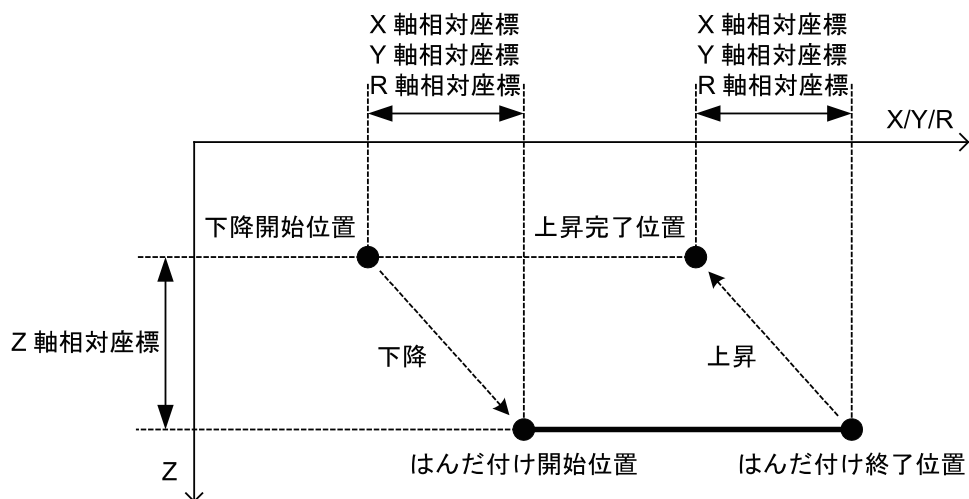 X 軸相対座標
Y 軸相対座標
R 軸相対座標
X 軸相対座標
Y 軸相対座標
R 軸相対座標
X/Y/R
下降開始位置
上昇完了位置
Z 軸相対座標
下降
上昇
はんだ付け開始位置
はんだ付け終了位置
Z